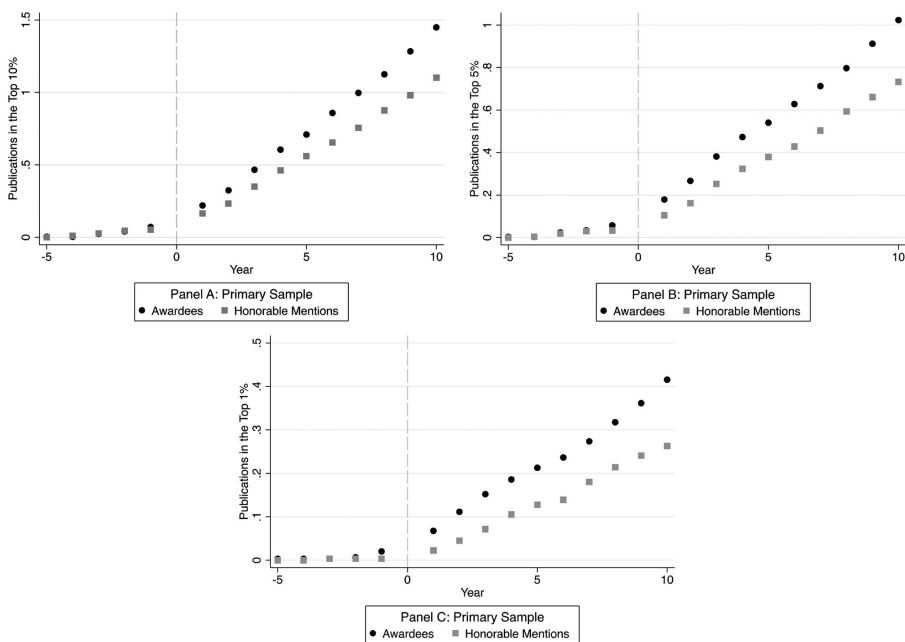 Publications in the Top 10%
1.5
1
.5
0
-5 0 5 10
Year
Panel A: Primary Sample
Awardees Honorable Mentions
Publications in the Top 5%
1
.8
.6
.4
.2
0
-5 0 5 10
Year
Panel B: Primary Sample
Awardees Honorable Mentions
Publications in the Top 1%
.5
.4
.3
.2
.1
0
-5 0 5 10
Year
Panel C: Primary Sample
Awardees Honorable Mentions